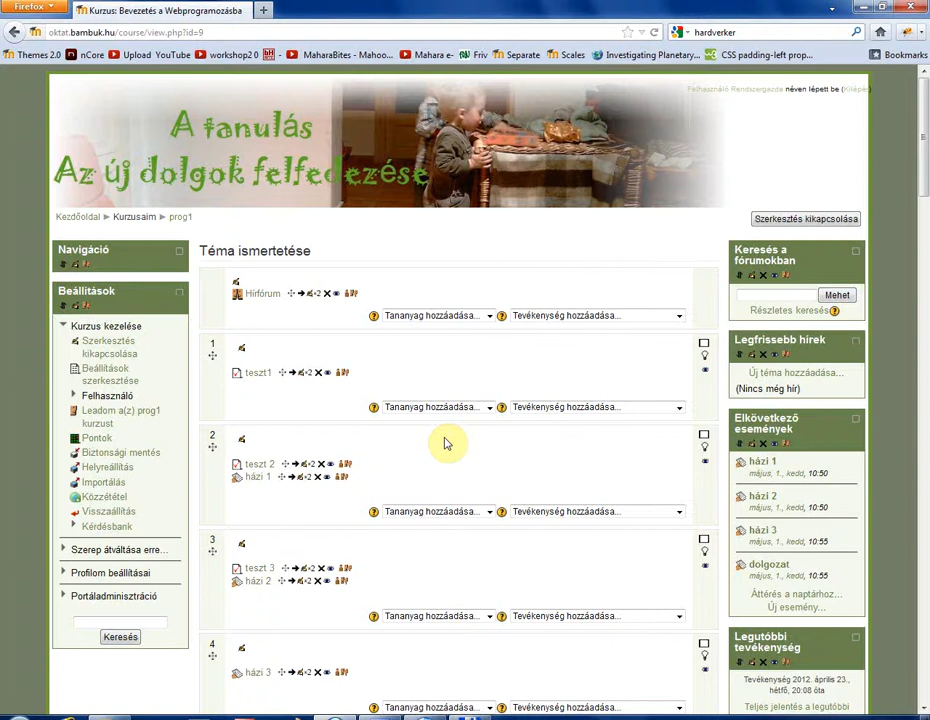 Firefox
Kurzus: Bevezetés a Webprogramozásba
oktat.bambuk.hu/course/view.php?id=9
hardverker
Themes 2.0
nCore
Upload
YouTube
workshop2 0
MaharaBites - Mahoo...
Mahara e-
Friv
Separate
Scales
Investigating Planetary...
CSS padding-left prop...
Bookmarks
Felhasználó Rendszergazda néven lépett be (Kilépés)
A tanulás
Az új dolgok felfedezése
Kezdőoldal ► Kurzusaim ► prog1
Szerkesztés kikapcsolása
Navigáció
Beállítások
Kurzus kezelése
Szerkesztés kikapcsolása
Beállítások szerkesztése
Felhasználó
Leadom a(z) prog1 kurzust
Pontok
Biztonsági mentés
Helyreállítás
Importálás
Közzététel
Visszaállítás
Kérdésbank
Szerep átváltása erre...
Profilom beállításai
Portáladminisztráció
Keresés
Téma ismertetése
Hírfórum
Tananyag hozzáadása...
Tevékenység hozzáadása...
1
teszt1
Tananyag hozzáadása...
Tevékenység hozzáadása...
2
teszt 2
házi 1
Tananyag hozzáadása...
Tevékenység hozzáadása...
3
teszt 3
házi 2
Tananyag hozzáadása...
Tevékenység hozzáadása...
4
házi 3
Tananyag hozzáadása...
Tevékenység hozzáadása...
Keresés a fórumokban
Mehet
Részletes keresés
Legfrissebb hírek
Új téma hozzáadása...
(Nincs még hír)
Elkövetkező események
házi 1
május, 1., kedd, 10:50
házi 2
május, 1., kedd, 10:50
házi 3
május, 1., kedd, 10:55
dolgozat
május, 1., kedd, 10:55
Áttérés a naptárhoz...
Új esemény...
Legutóbbi tevékenység
Tevékenység 2012. április 23., hétfő, 20:08 óta
Teljes jelentés a legutóbbi